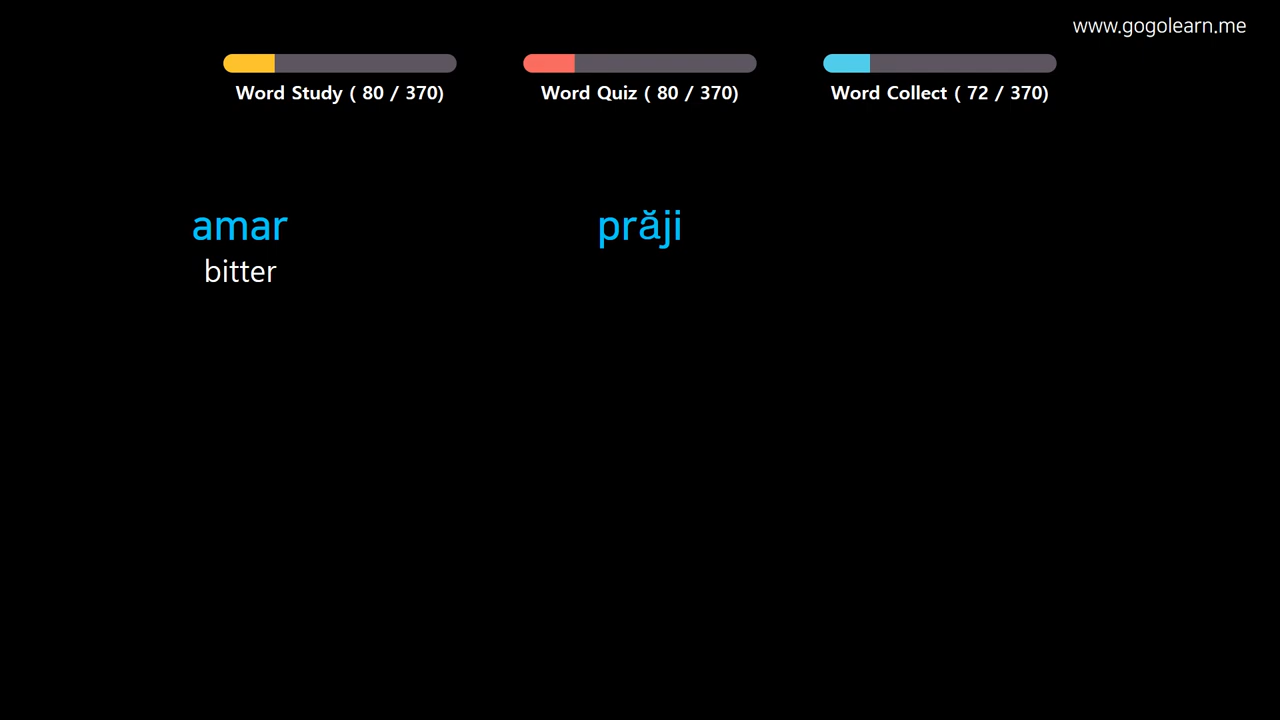 www.gogolearn.me
Word Study ( 80 / 370)
Word Quiz ( 80 / 370)
Word Collect ( 72 / 370)
amar
bitter
prăji